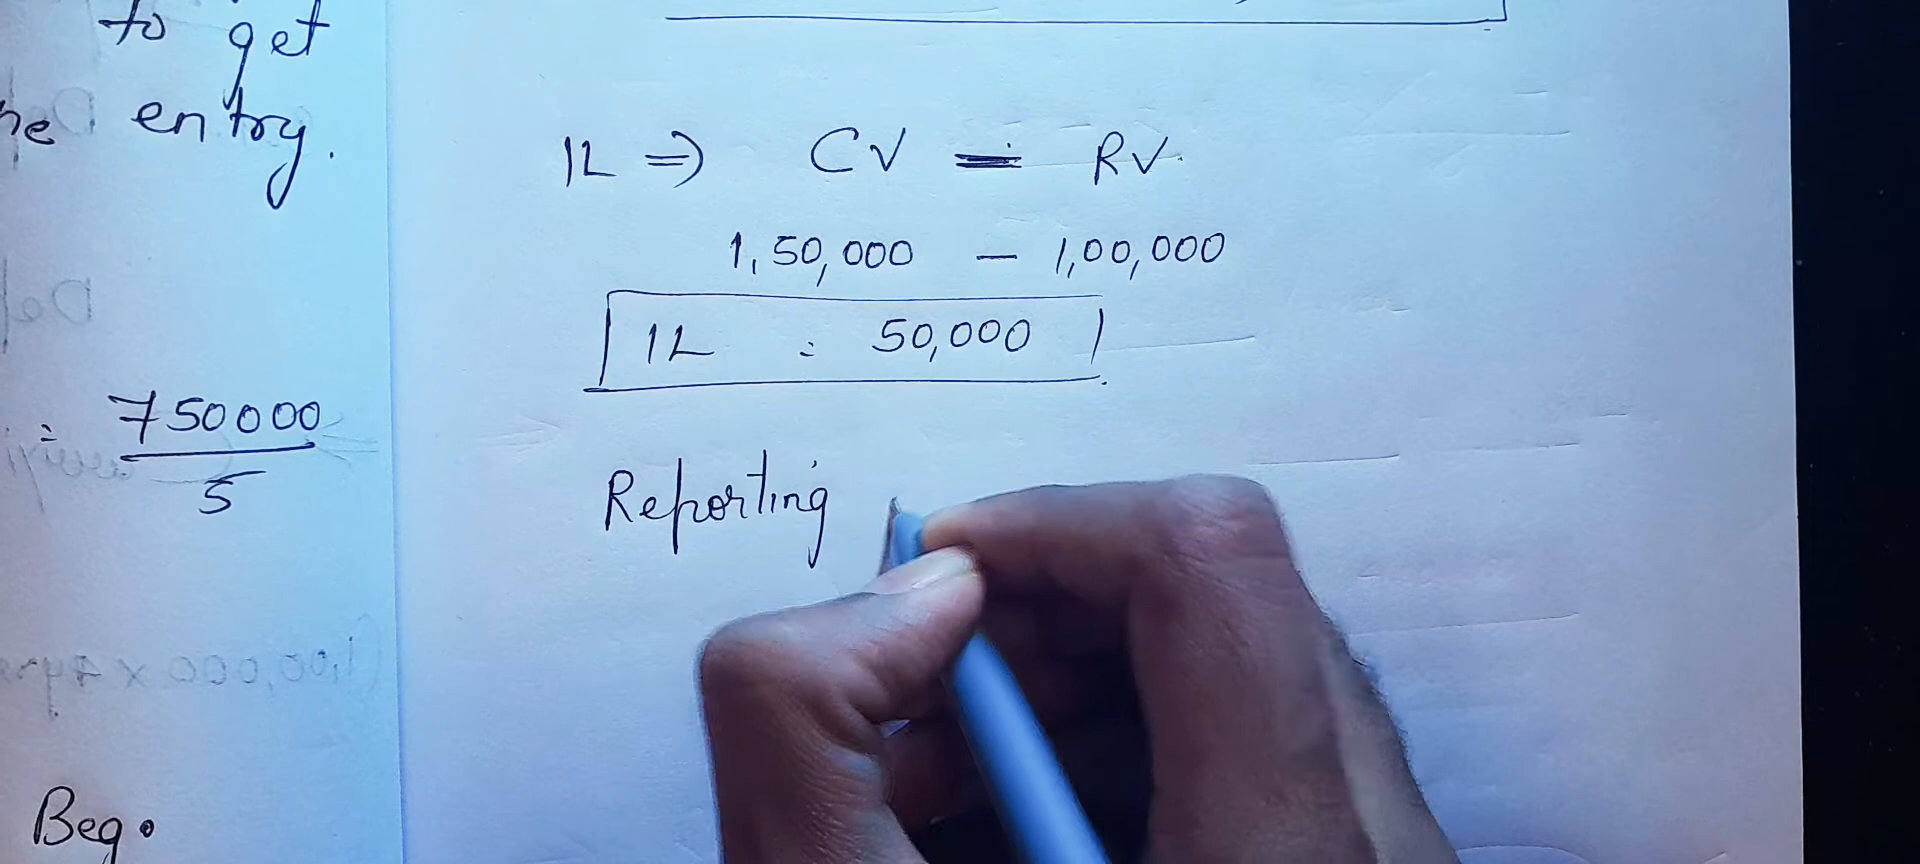 to get
he entry.
= 750000
5
Beg.
IL ⇒ CV = RV.
1,50,000 — 1,00,000
IL : 50,000
Reporting